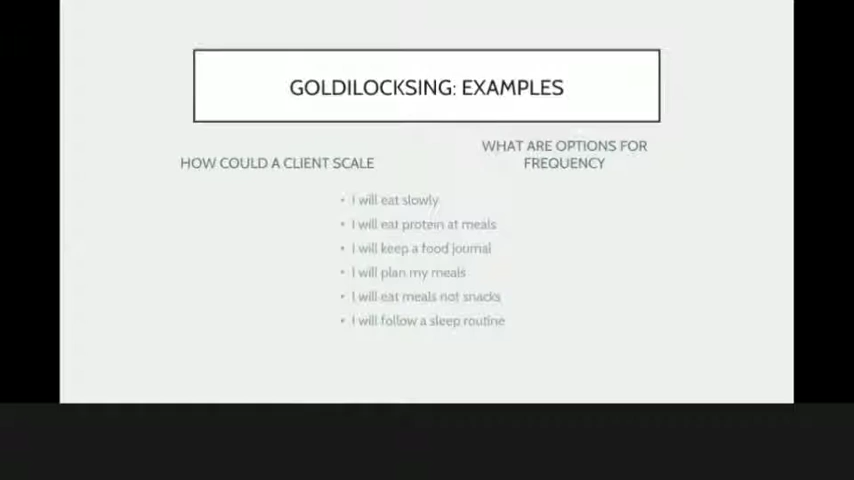 GOLDILOCKSING: EXAMPLES
HOW COULD A CLIENT SCALE
WHAT ARE OPTIONS FOR
FREQUENCY
• I will eat slowly
• I will eat protein at meals
• I will keep a food journal
• I will plan my meals
• I will eat meals not snacks
• I will follow a sleep routine